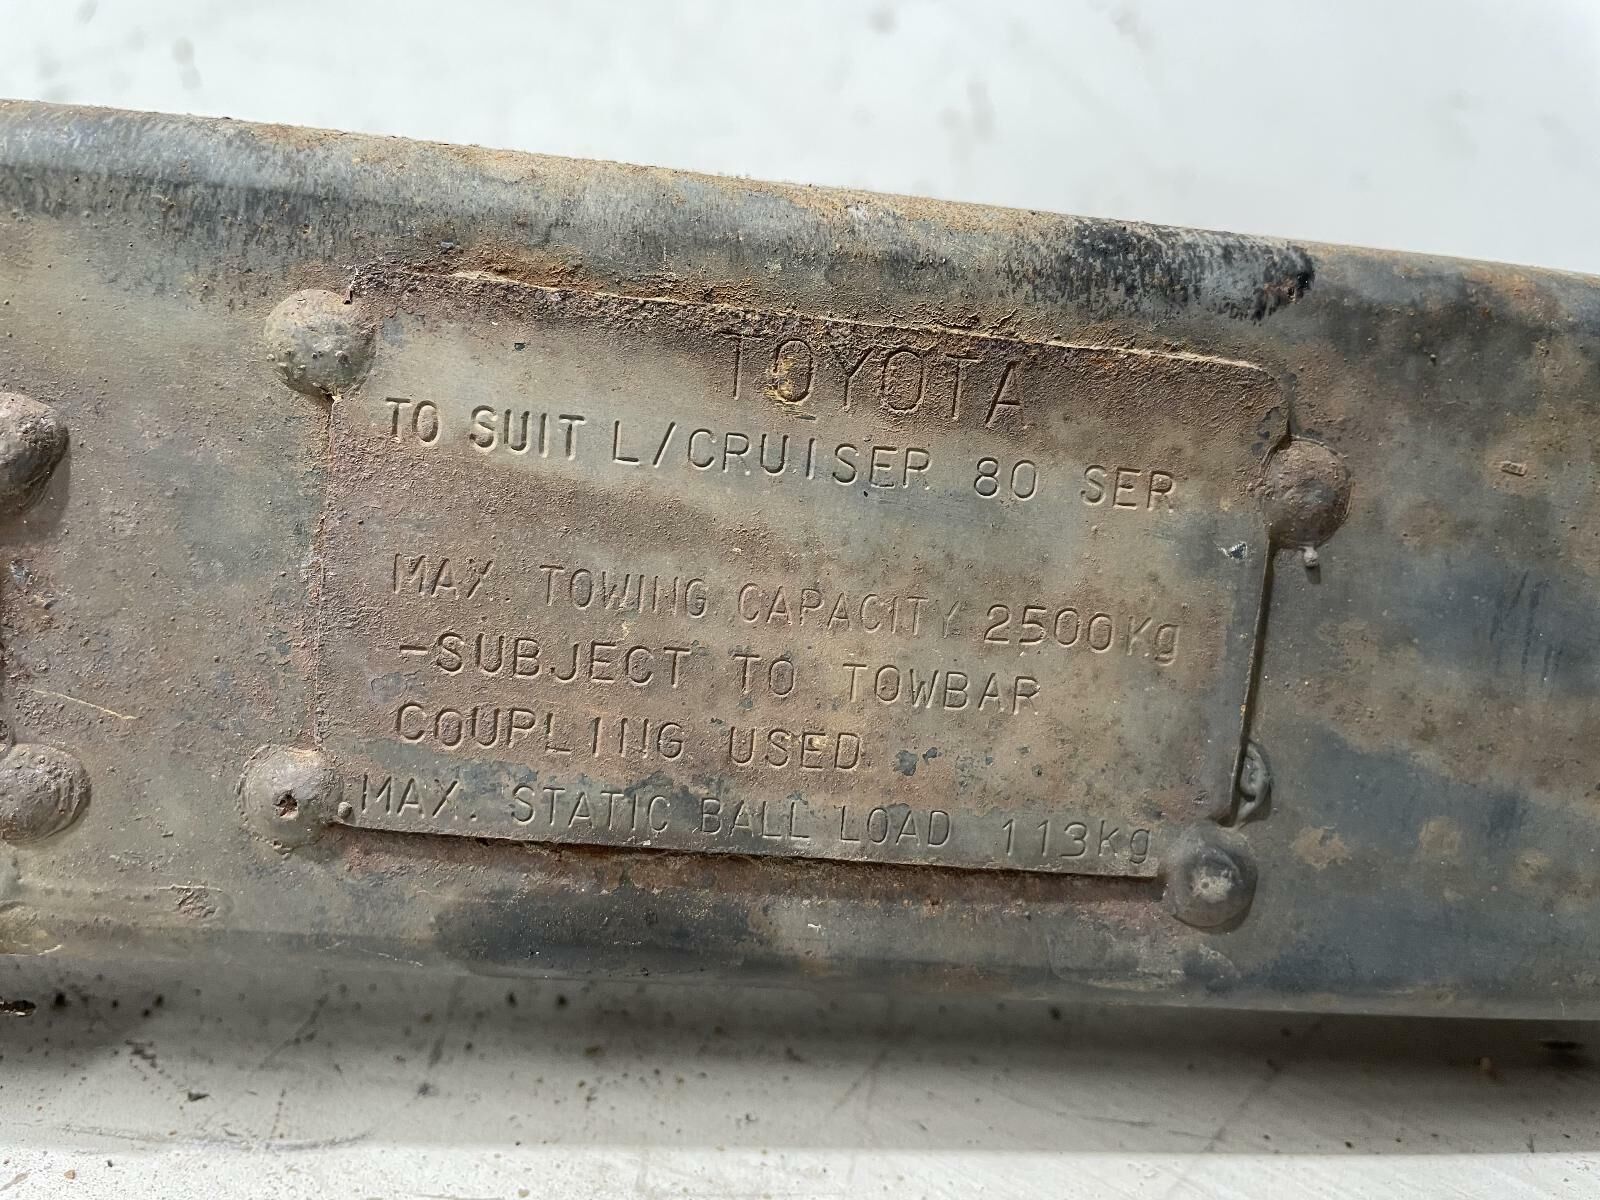 TOYOTA
TO SUIT L/CRUISER 80 SER
MAX. TOWING CAPACITY 2500Kg
-SUBJECT TO TOWBAR
COUPLING USED
MAX. STATIC BALL LOAD 113kg